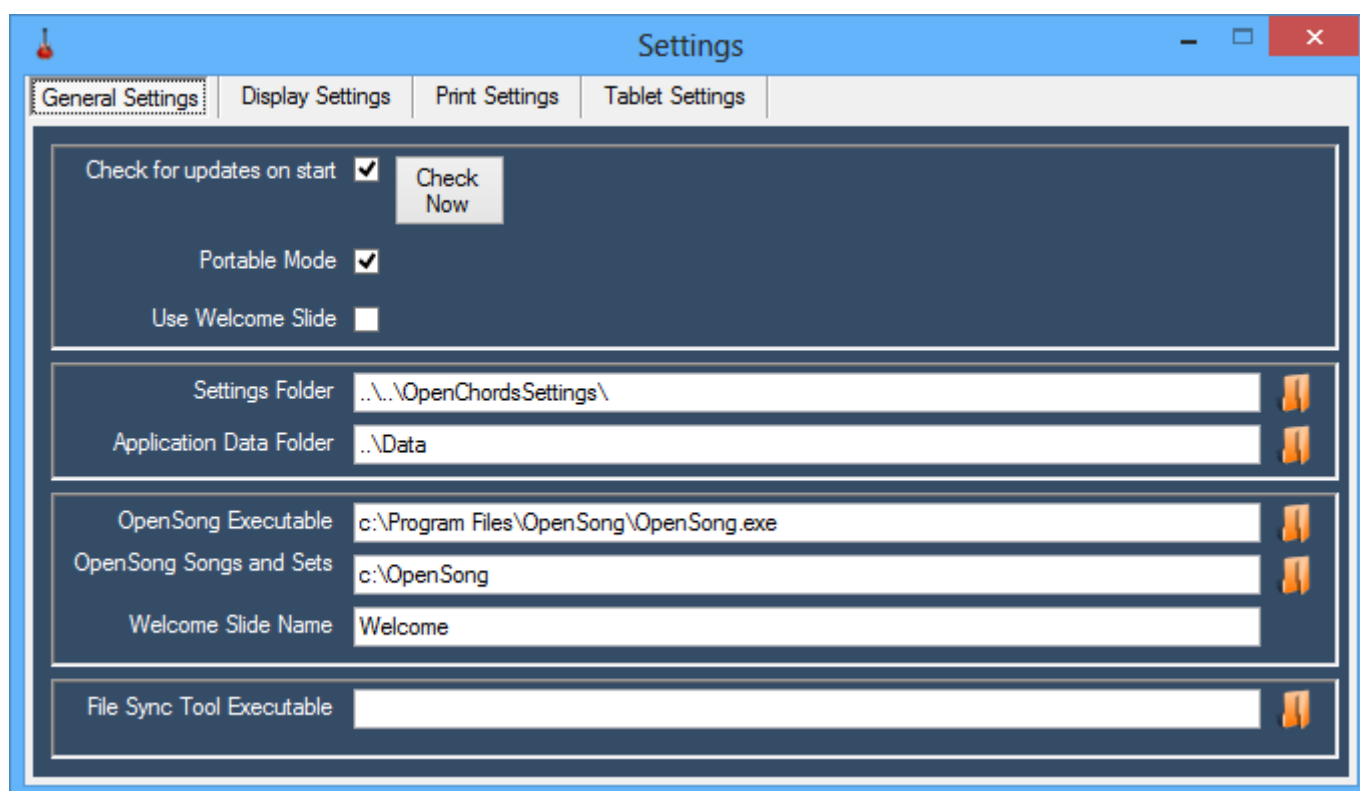 Settings
General Settings Display Settings Print Settings Tablet Settings
Check for updates on start Check
Now
Portable Mode
Use Welcome Slide
Settings Folder ..\..\OpenChordsSettings\
Application Data Folder ..\Data
OpenSong Executable c:\Program Files\OpenSong\OpenSong.exe
OpenSong Songs and Sets c:\OpenSong
Welcome Slide Name Welcome
File Sync Tool Executable